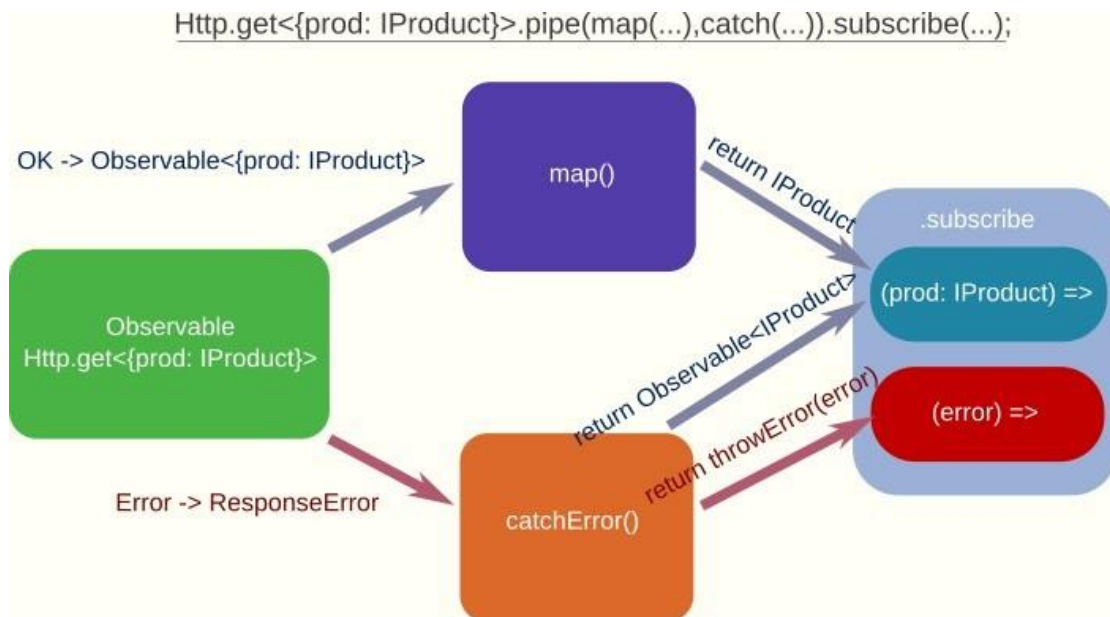 Http.get<{prod: IProduct}>.pipe(map(...),catch(...)).subscribe(...);
OK -> Observable<{prod: IProduct}>
map()
return IProduct
.subscribe
(prod: IProduct) =>
Observable
Http.get<{prod: IProduct}>
return Observable<IProduct>
return throwError(error)
(error) =>
Error -> ResponseError
catchError()